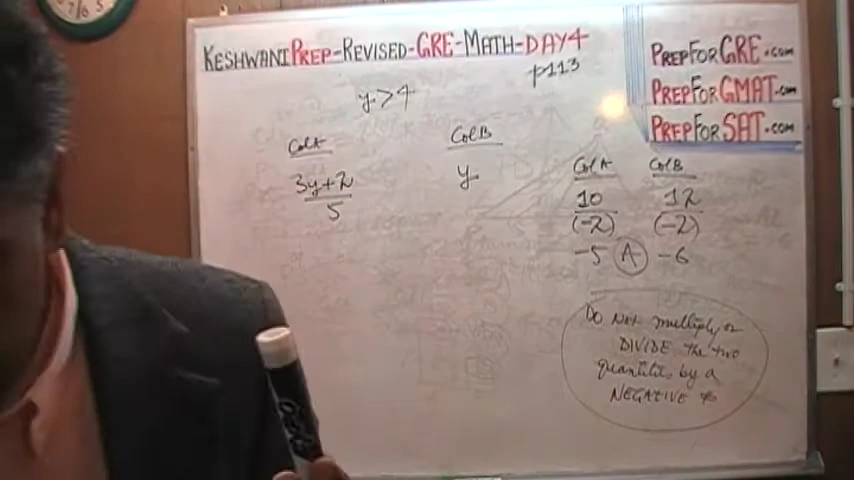 KESHWANI PREP-REVISED-GRE-MATH-DAY4
p113
PREPFORGRE.com
PREPFORGMAT.com
PREPFORSAT.com
y > 4
Col A
Col B
3y+2
5
y
Col A
Col B
10
12
(-2)
(-2)
-5 A -6
DO NOT multiply or
DIVIDE the two
quantities by a
NEGATIVE #